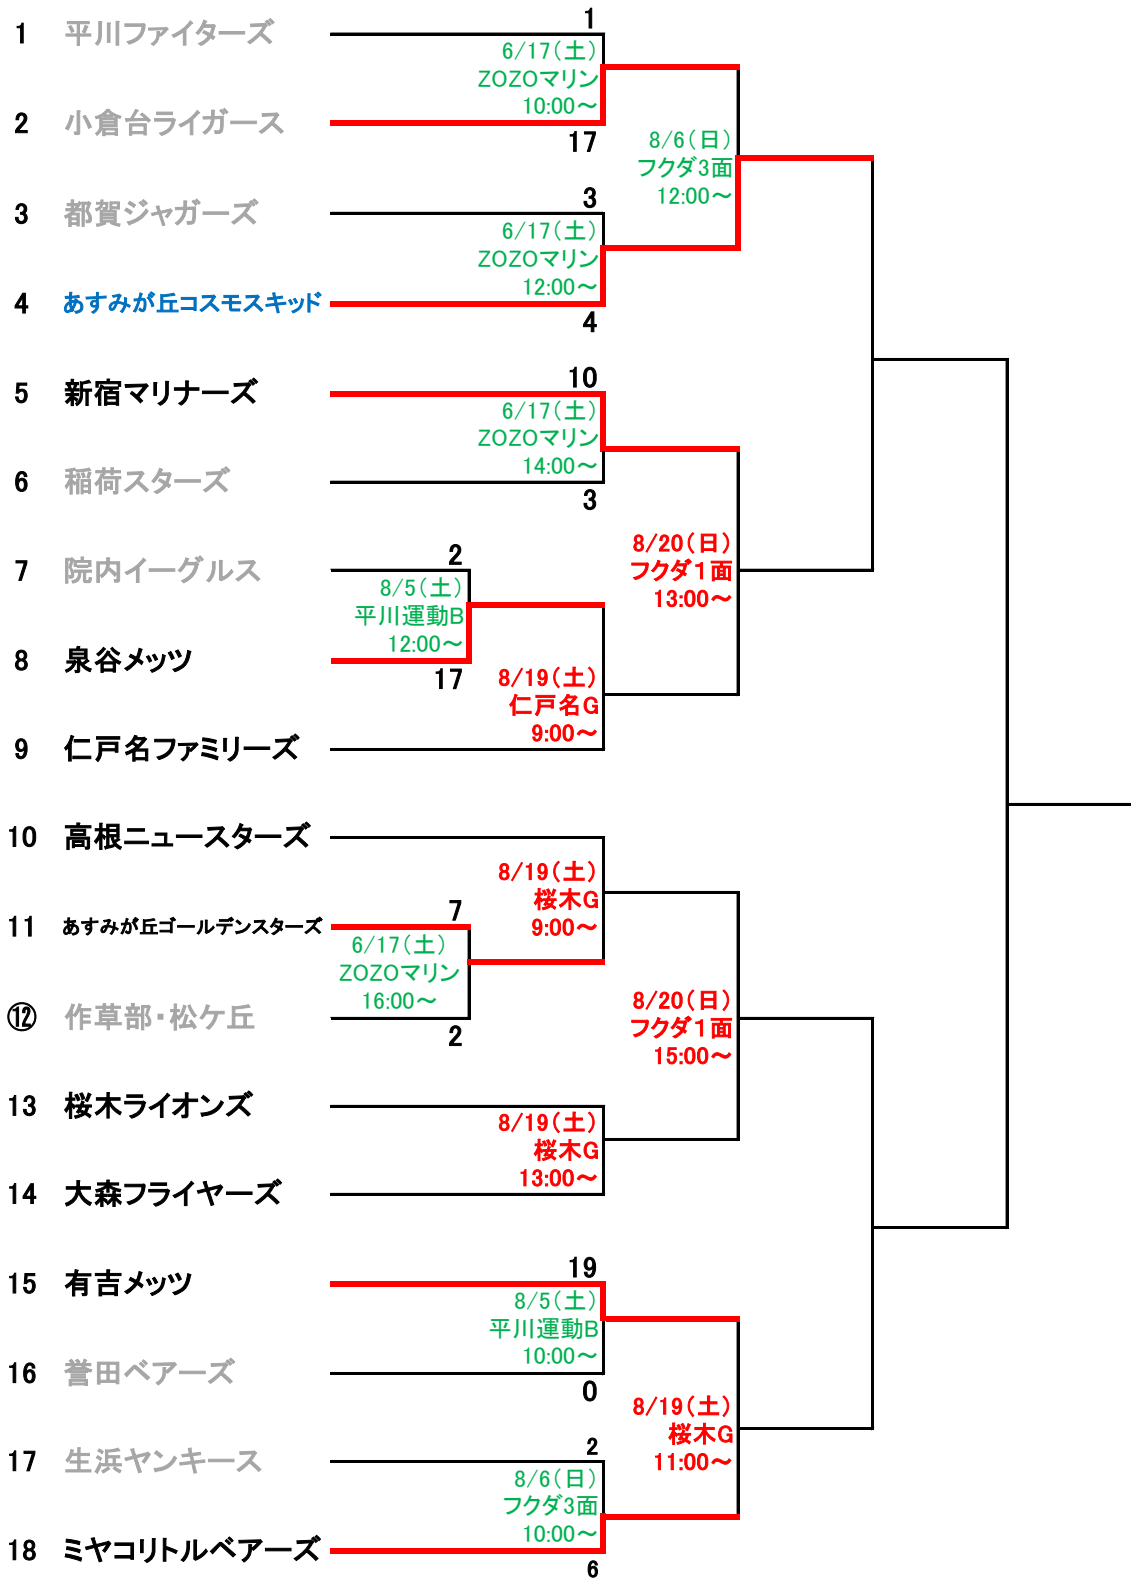 1
1 平川ファイターズ
6/17(土)
ZOZOマリン
10:00～
2 小倉台ライガース
17
8/6(日)
フクダ3面
12:00～
3
3 都賀ジャガーズ
6/17(土)
ZOZOマリン
12:00～
4 あすみが丘コスモスキッド
4
10
5 新宿マリナーズ
6/17(土)
ZOZOマリン
14:00～
6 稲荷スターズ
3
8/20(日)
フクダ1面
13:00～
2
7 院内イーグルス
8/5(土)
平川運動B
12:00～
8 泉谷メッツ
17
8/19(土)
仁戸名G
9:00～
9 仁戸名ファミリーズ
10 高根ニュースターズ
8/19(土)
桜木G
9:00～
7
11 あすみが丘ゴールデンスターズ
6/17(土)
ZOZOマリン
16:00～
⑫ 作草部・松ケ丘
2
8/20(日)
フクダ1面
15:00～
13 桜木ライオンズ
8/19(土)
桜木G
13:00～
14 大森フライヤーズ
19
15 有吉メッツ
8/5(土)
平川運動B
10:00～
16 誉田ベアーズ
0
8/19(土)
桜木G
11:00～
2
17 生浜ヤンキース
8/6(日)
フクダ3面
10:00～
18 ミヤコリトルベアーズ
6